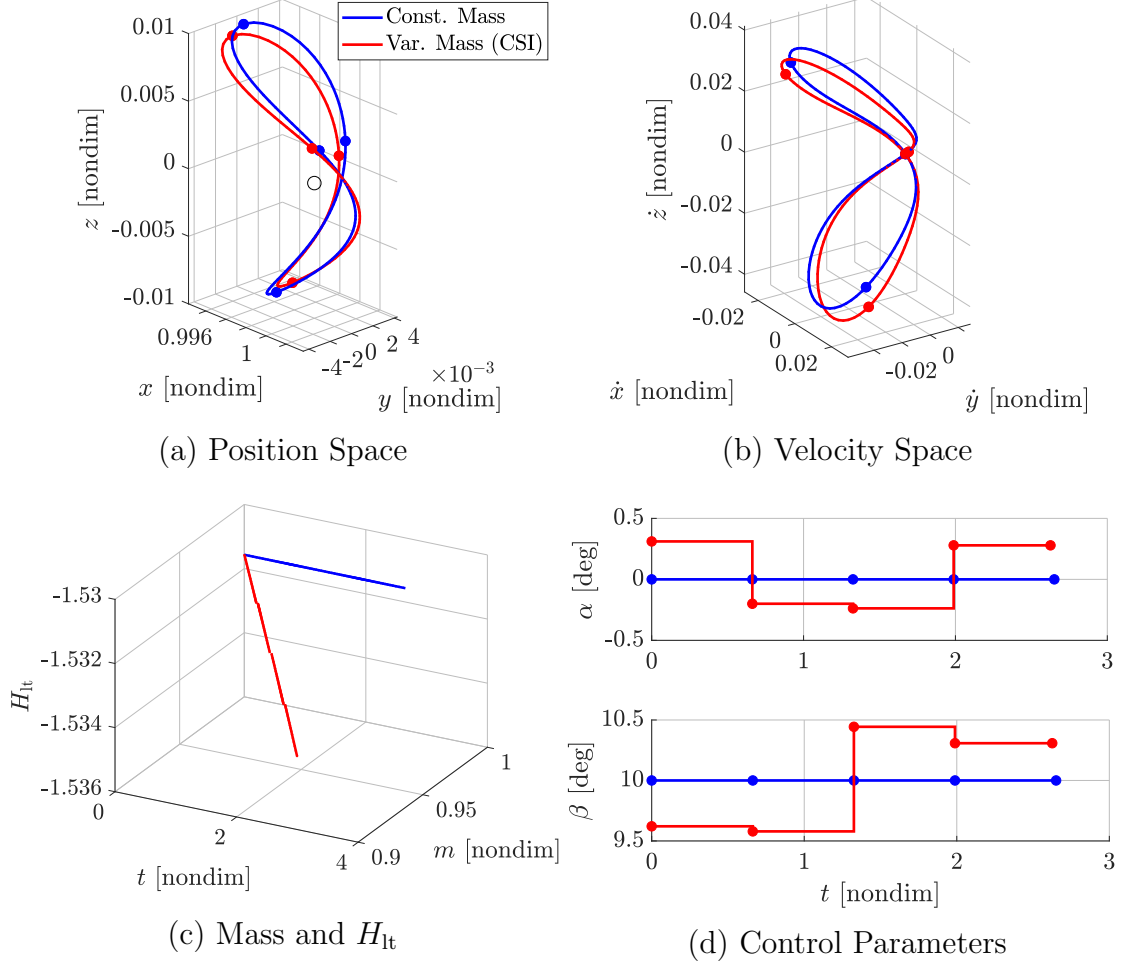 Const. Mass
Var. Mass (CSI)
0.01
0.005
0
-0.005
-0.01
z [nondim]
0.996
1
-4
-2
0
2
4
×10⁻³
x [nondim]
y [nondim]
(a) Position Space
0.04
0.02
0
-0.02
-0.04
ż [nondim]
-0.02
0
0.02
-0.02
0
ẋ [nondim]
ẏ [nondim]
(b) Velocity Space
-1.53
-1.532
-1.534
-1.536
H_lt
0
2
4
0.9
0.95
1
t [nondim]
m [nondim]
(c) Mass and H_lt
0.5
0
-0.5
α [deg]
0
1
2
3
10.5
10
9.5
β [deg]
0
1
2
3
t [nondim]
(d) Control Parameters